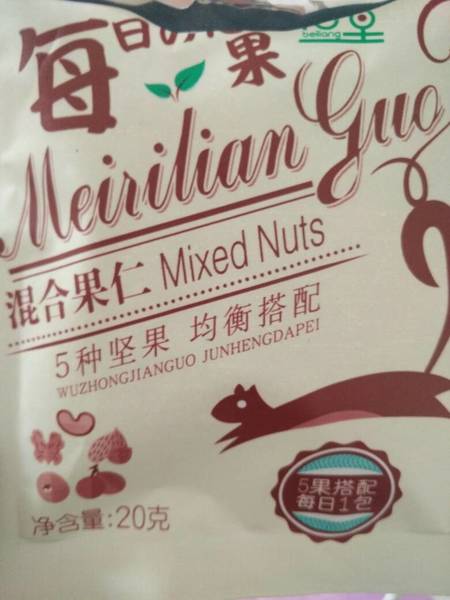 beiliang
每日
果
Meirilian Guo
混合果仁 Mixed Nuts
5种坚果 均衡搭配
WUZHONGJIANGUO JUNHENGDAPEI
5果搭配
每日1包
净含量:20克